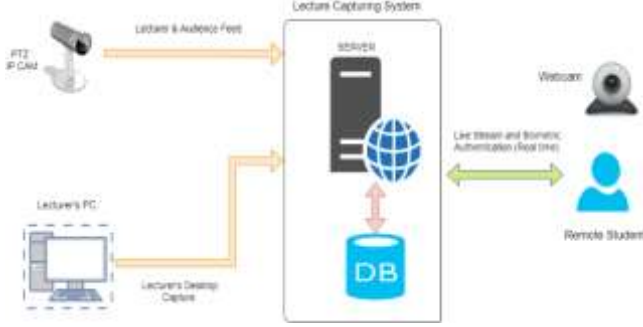 Lecture Capturing System
Lecturer & Audience Feed
PTZ
IP CAM
SERVER
Webcam
Live Stream and Biometric
Authentication (Real time)
Lecturer's PC
Remote Student
DB
Lecturer's Desktop
Capture